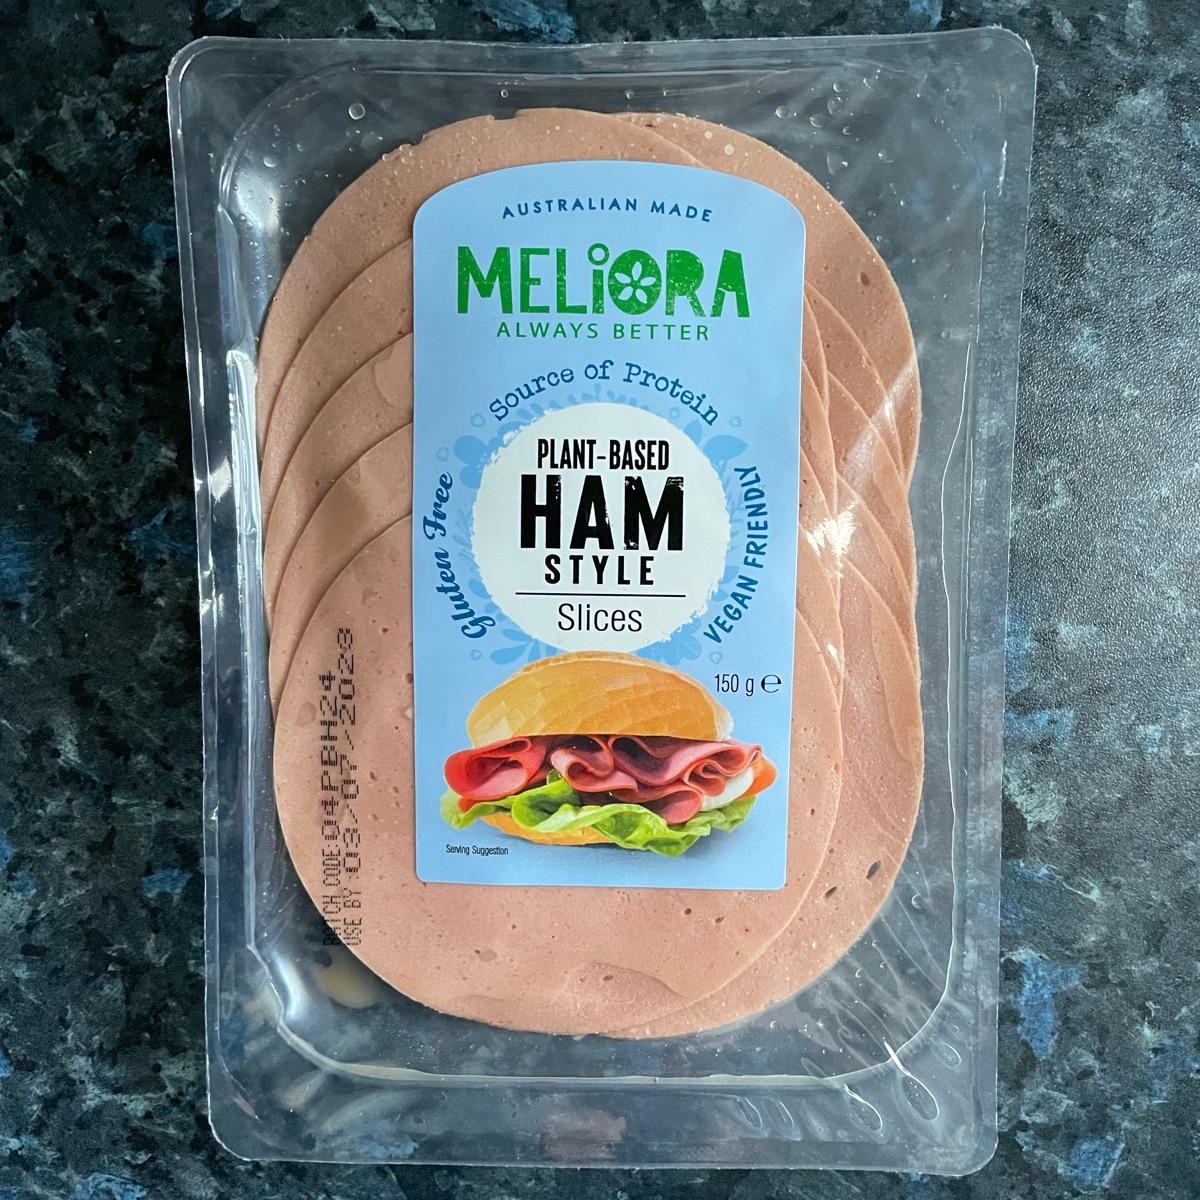 AUSTRALIAN MADE
MELiORA
ALWAYS BETTER
Source of Protein
Gluten Free
VEGAN FRIENDLY
PLANT-BASED
HAM
STYLE
Slices
150 g ℮
Serving Suggestion
BATCH CODE:
USE BY: 03/07/2023